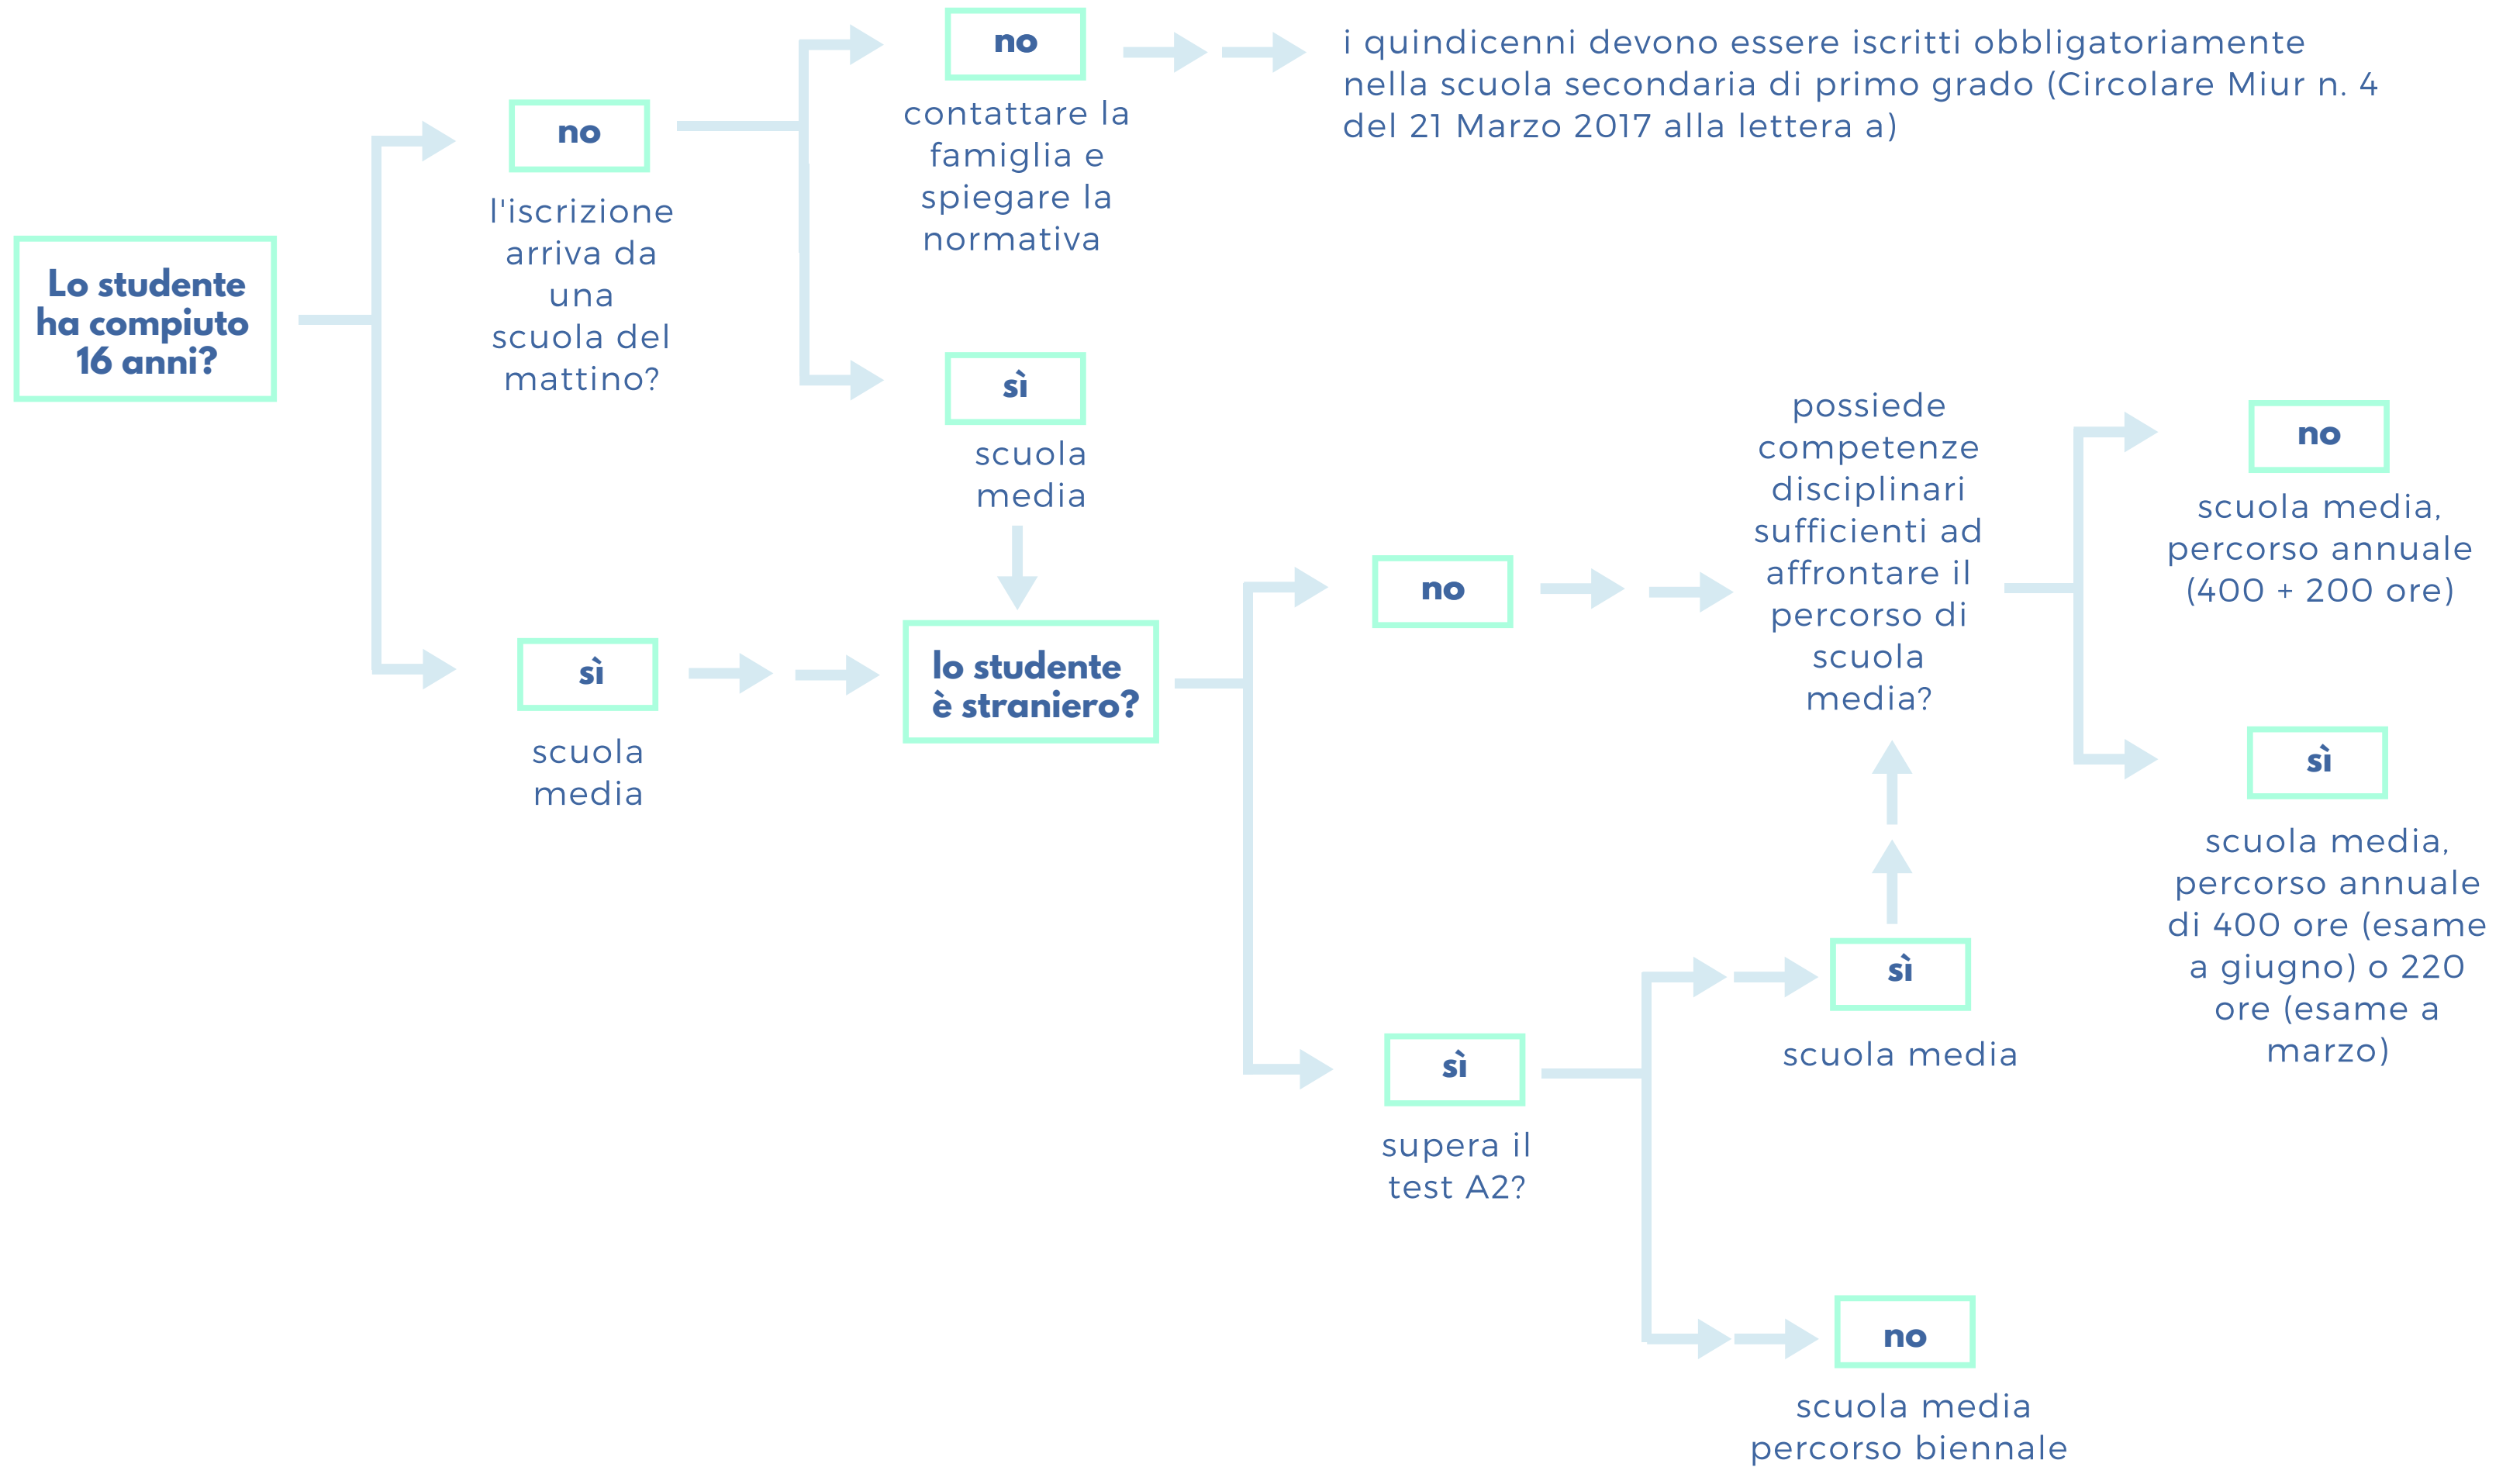 Lo studente
ha compiuto
16 anni?
no
l'iscrizione
arriva da
una
scuola del
mattino?
sì
scuola
media
no
contattare la
famiglia e
spiegare la
normativa
i quindicenni devono essere iscritti obbligatoriamente
nella scuola secondaria di primo grado (Circolare Miur n. 4
del 21 Marzo 2017 alla lettera a)
sì
scuola
media
lo studente
è straniero?
no
possiede
competenze
disciplinari
sufficienti ad
affrontare il
percorso di
scuola
media?
no
scuola media,
percorso annuale
(400 + 200 ore)
sì
scuola media,
percorso annuale
di 400 ore (esame
a giugno) o 220
ore (esame a
marzo)
sì
supera il
test A2?
sì
scuola media
no
scuola media
percorso biennale